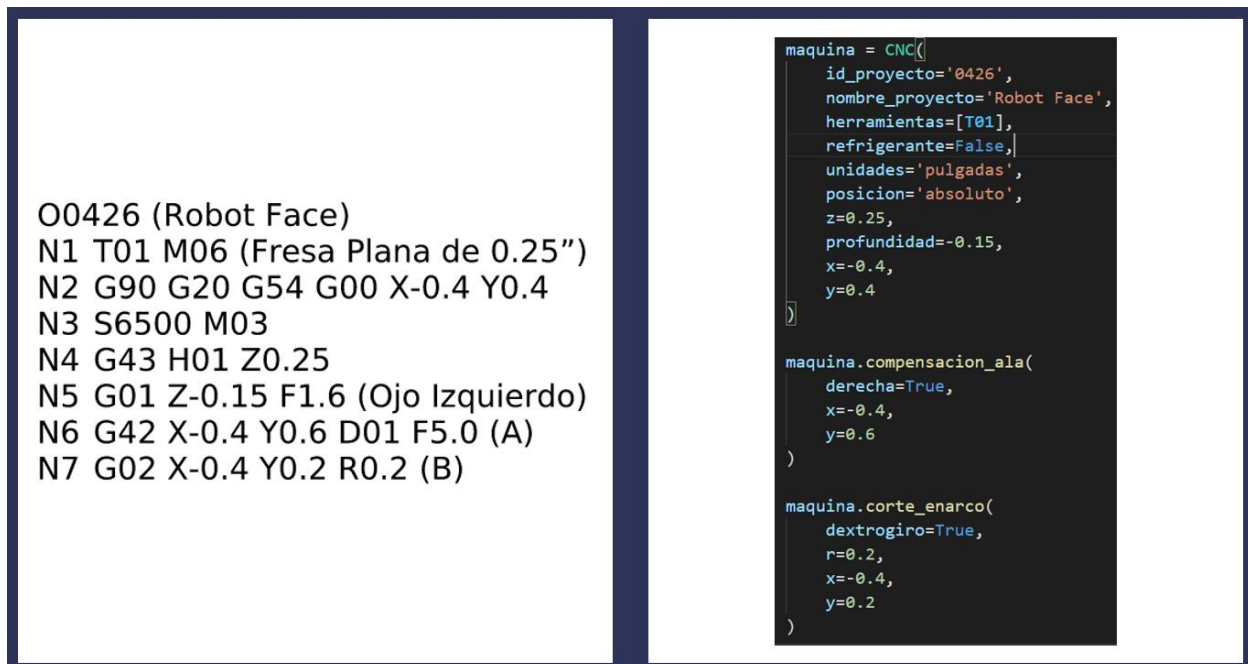 O0426 (Robot Face)
N1 T01 M06 (Fresa Plana de 0.25”)
N2 G90 G20 G54 G00 X-0.4 Y0.4
N3 S6500 M03
N4 G43 H01 Z0.25
N5 G01 Z-0.15 F1.6 (Ojo Izquierdo)
N6 G42 X-0.4 Y0.6 D01 F5.0 (A)
N7 G02 X-0.4 Y0.2 R0.2 (B)
maquina = CNC(
    id_proyecto='0426',
    nombre_proyecto='Robot Face',
    herramientas=[T01],
    refrigerante=False,
    unidades='pulgadas',
    posicion='absoluto',
    z=0.25,
    profundidad=-0.15,
    x=-0.4,
    y=0.4
)
maquina.compensacion_ala(
    derecha=True,
    x=-0.4,
    y=0.6
)
maquina.corte_enarco(
    dextrogiro=True,
    r=0.2,
    x=-0.4,
    y=0.2
)